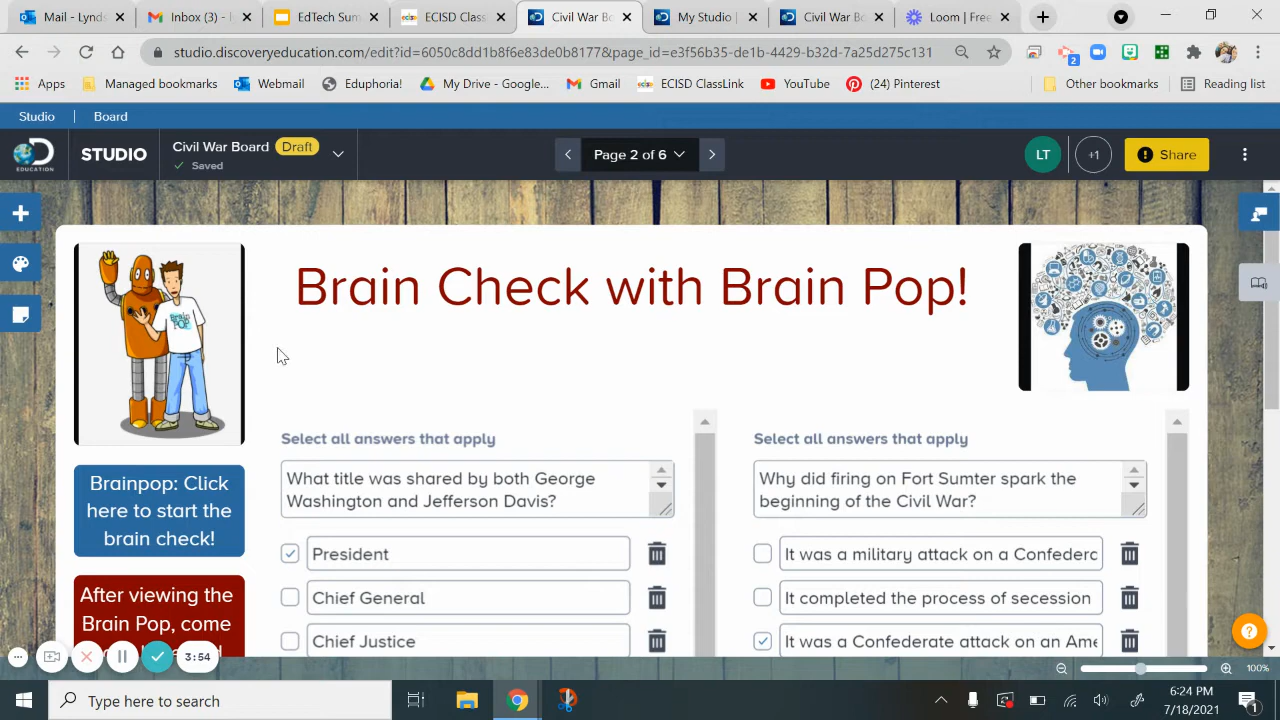 Mail - Lynds
Inbox (3) -
EdTech Sum
ECISD Class
Civil War Bo
My Studio
Civil War Bo
Loom | Free
studio.discoveryeducation.com/edit?id=6050c8dd1b8f6e83de0b8177&page_id=e3f56b35-de1b-4429-b32d-7a25d275c131
2
Apps
Managed bookmarks
Webmail
Eduphoria!
My Drive - Google...
Gmail
ECISD ClassLink
YouTube
(24) Pinterest
Other bookmarks
Reading list
Studio
Board
EDUCATION
STUDIO
Civil War Board
Draft
Saved
Page 2 of 6
LT
+1
Share
Brain Check with Brain Pop!
Brain POP
Brainpop: Click
here to start the
brain check!
After viewing the
Brain Pop, come
Select all answers that apply
What title was shared by both George
Washington and Jefferson Davis?
President
Chief General
Chief Justice
Select all answers that apply
Why did firing on Fort Sumter spark the
beginning of the Civil War?
It was a military attack on a Confederc
It completed the process of secession
It was a Confederate attack on an Ame
3:54
100%
Type here to search
6:24 PM
7/18/2021
1